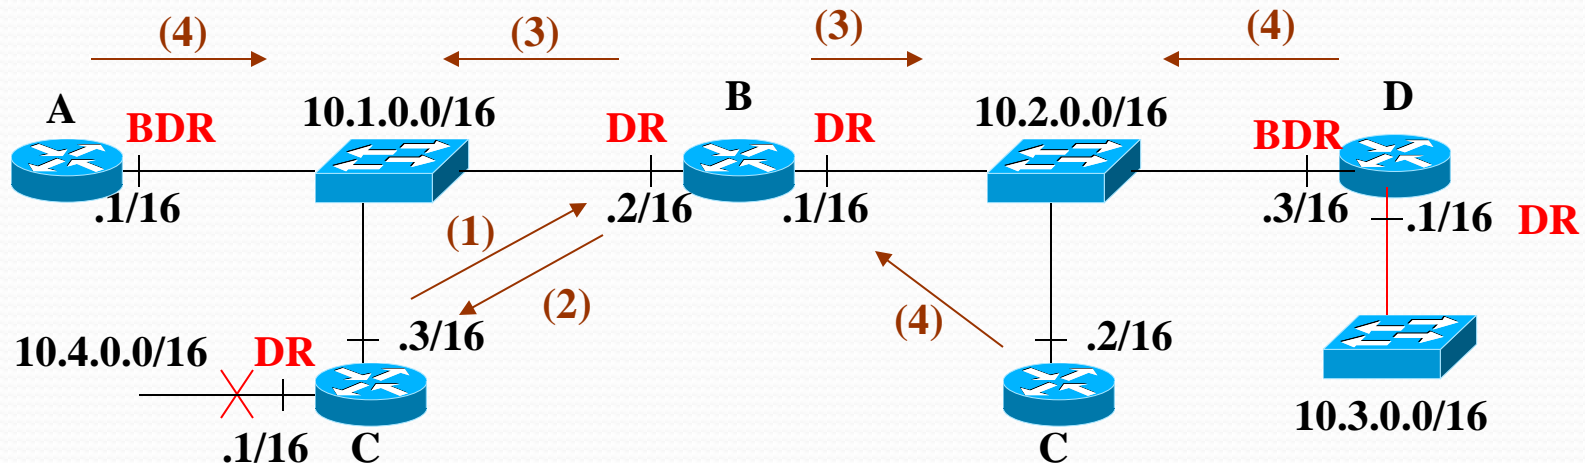 (4)
(3)
(3)
(4)
A
B
D
10.1.0.0/16
10.2.0.0/16
BDR
DR
DR
BDR
.1/16
.2/16
.1/16
.3/16
.1/16
DR
(1)
(2)
(4)
.3/16
.2/16
10.4.0.0/16
DR
10.3.0.0/16
.1/16
C
C